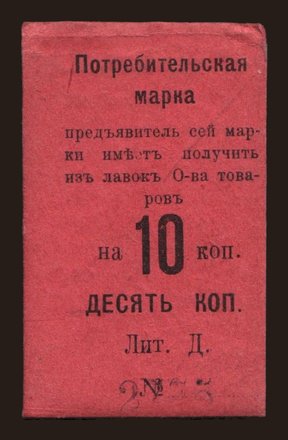 Потребительская
марка
предъявитель сей мар-
ки имѣетъ получить
изъ лавокъ О-ва това-
ровъ
на 10 коп.
ДЕСЯТЬ КОП.
Лит. Д.
№